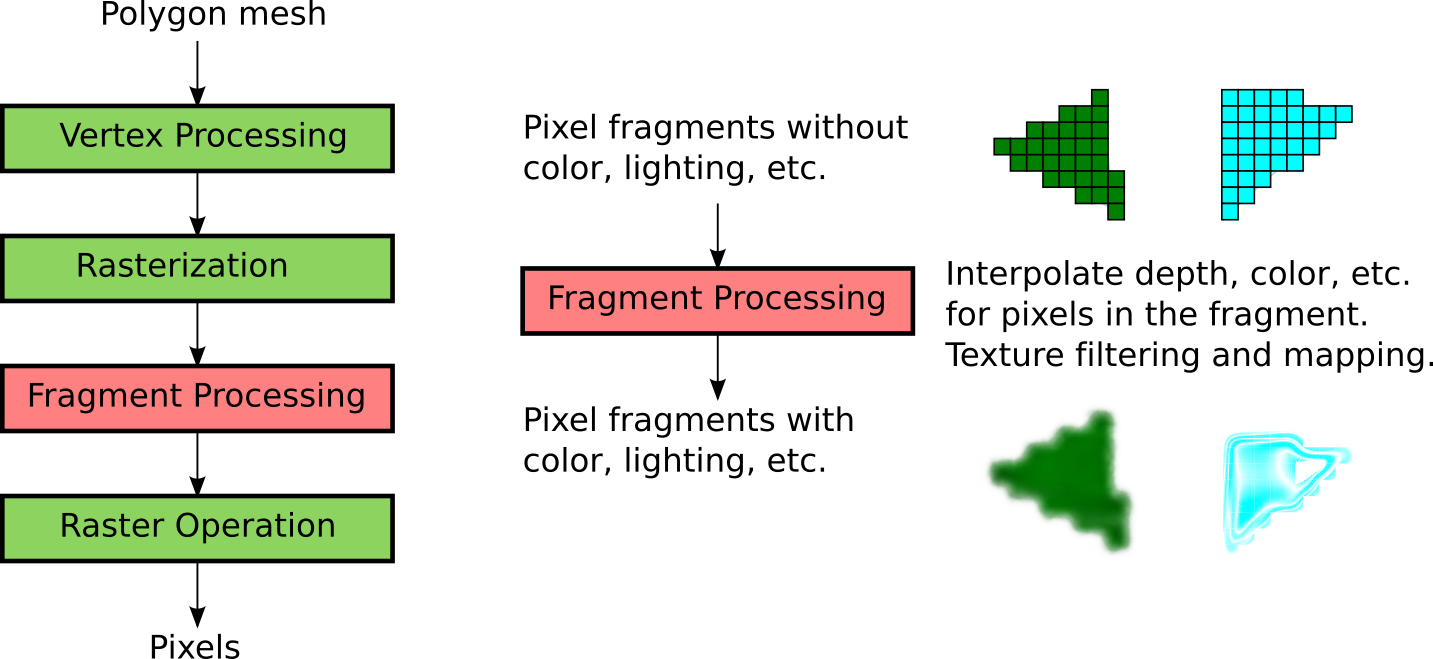 Polygon mesh
Vertex Processing
Rasterization
Fragment Processing
Raster Operation
Pixels
Pixel fragments without
color, lighting, etc.
Fragment Processing
Pixel fragments with
color, lighting, etc.
Interpolate depth, color, etc.
for pixels in the fragment.
Texture filtering and mapping.